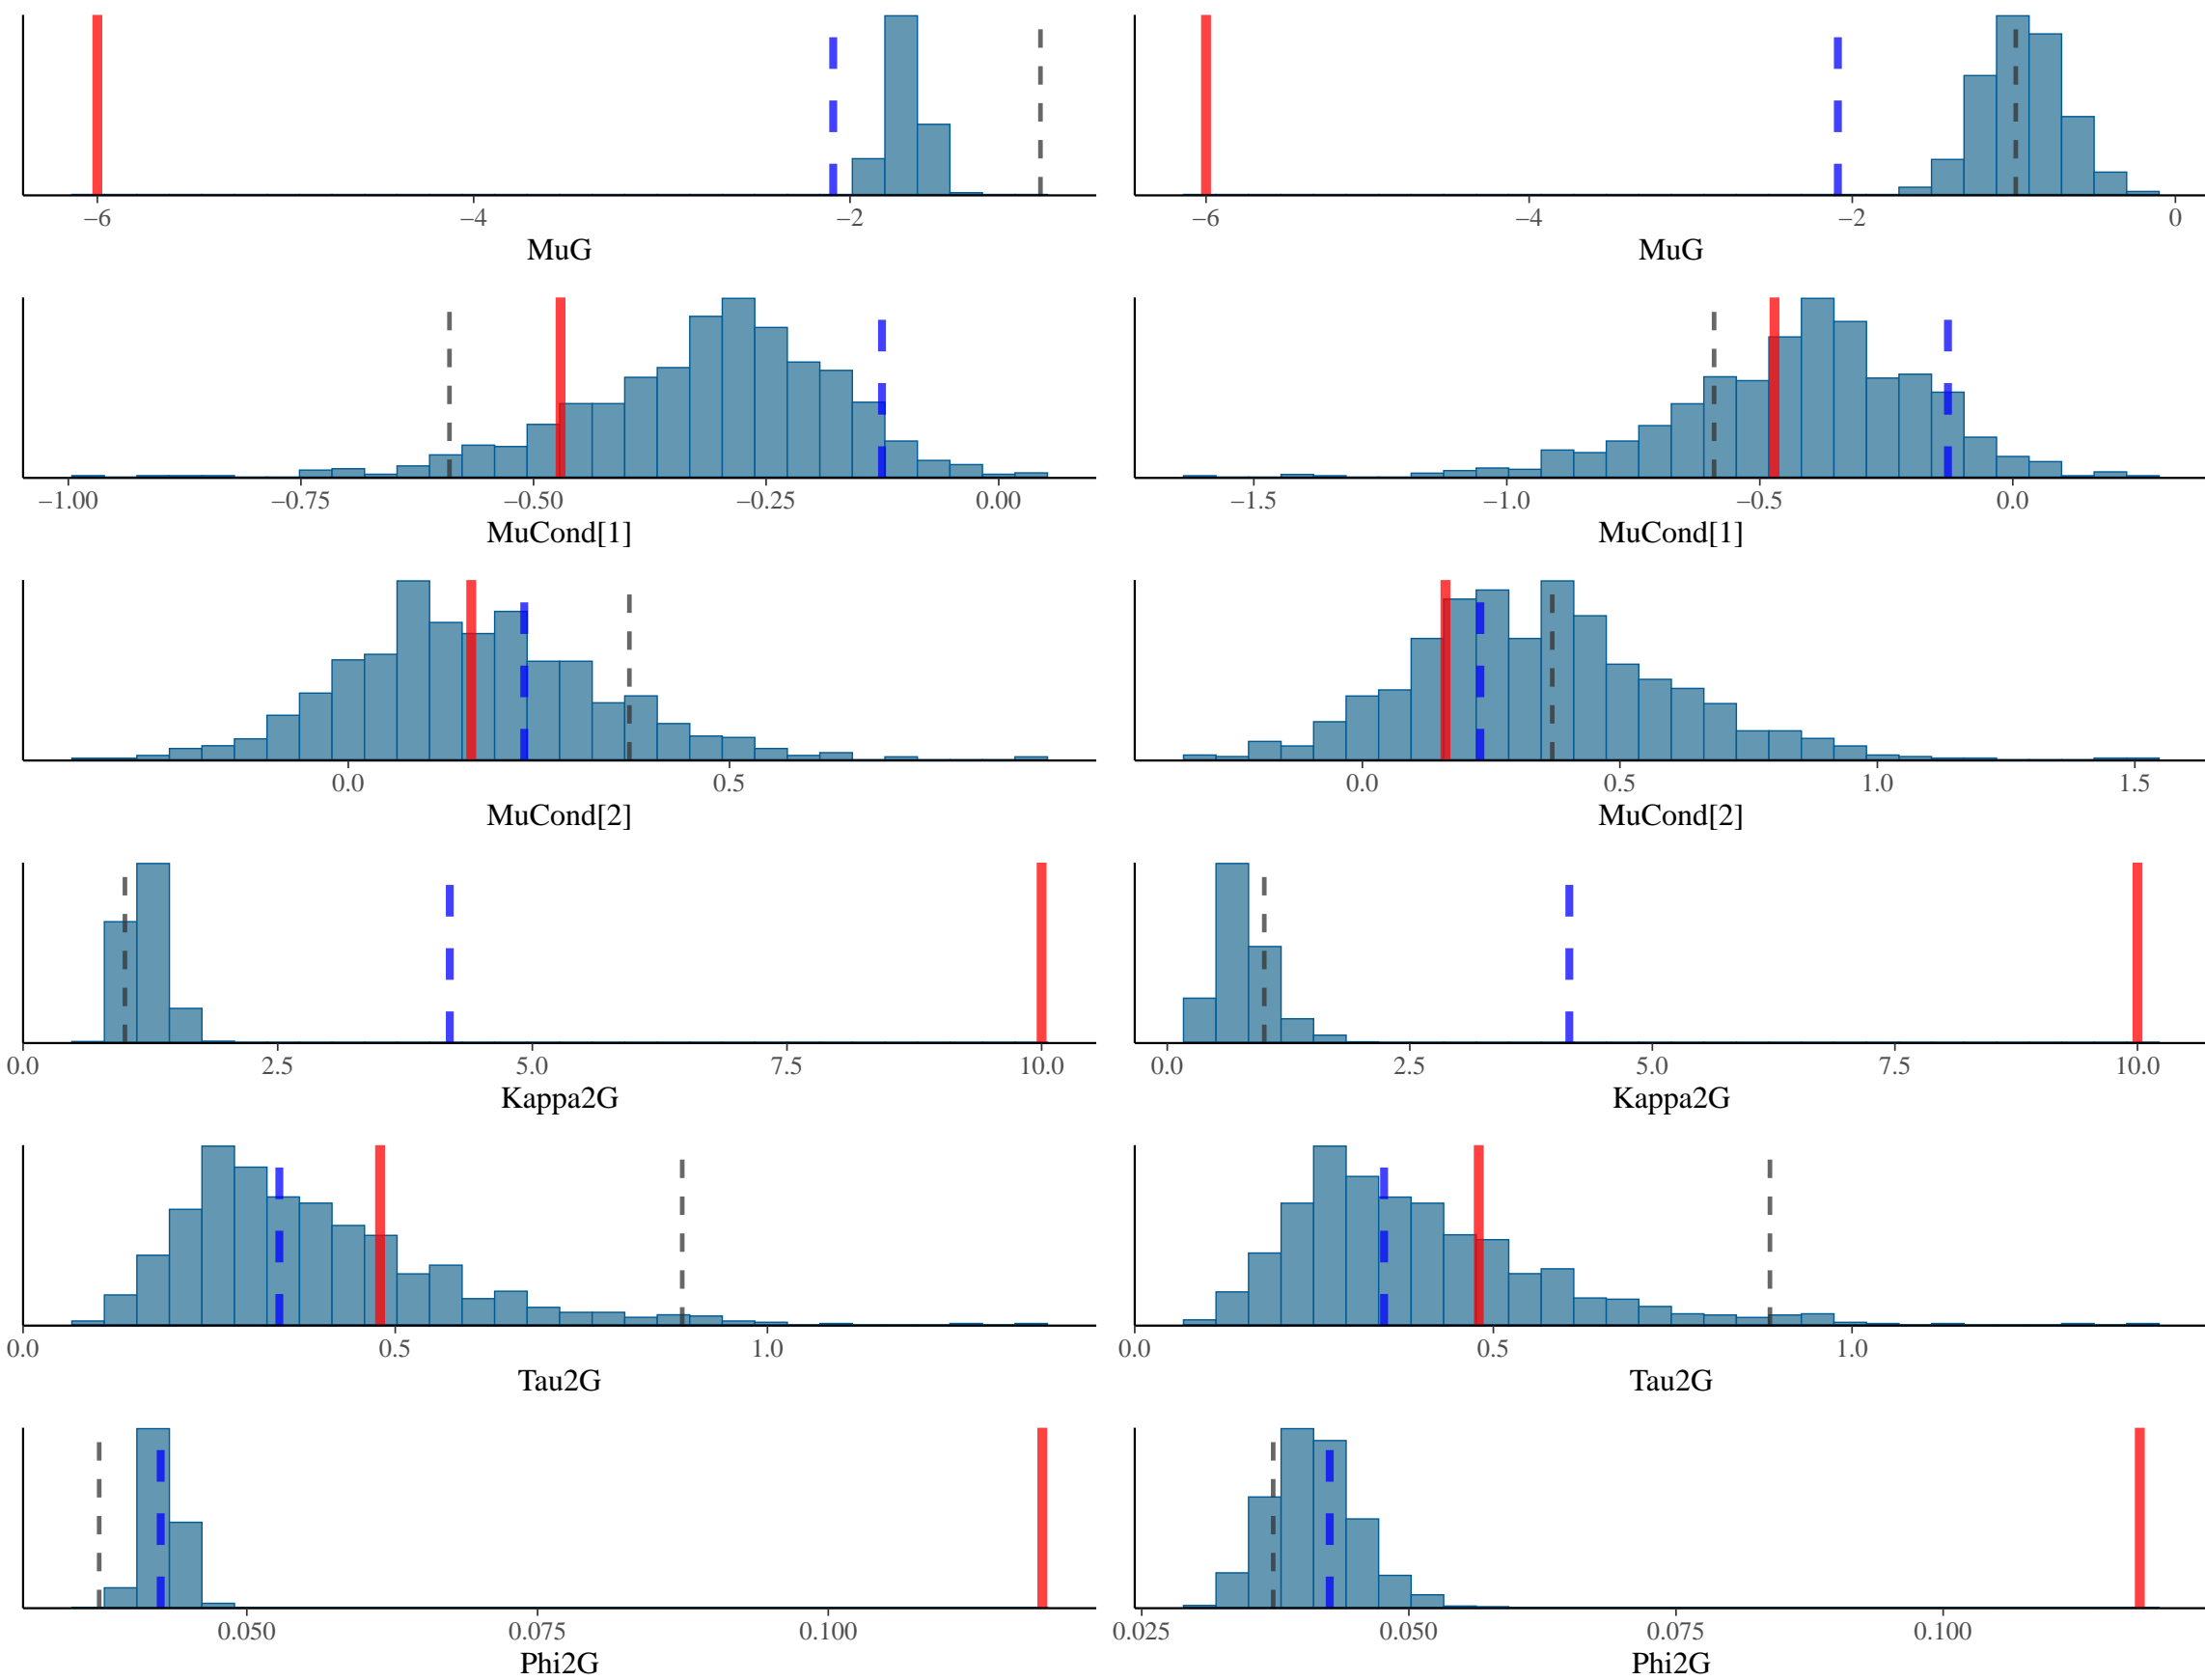 −6 −4 −2 −6 −4 −2 0
MuG MuG
−1.00 −0.75 −0.50 −0.25 0.00 −1.5 −1.0 −0.5 0.0
MuCond[1] MuCond[1]
0.0 0.5 0.0 0.5 1.0 1.5
MuCond[2] MuCond[2]
0.0 2.5 5.0 7.5 10.0 0.0 2.5 5.0 7.5 10.0
Kappa2G Kappa2G
0.0 0.5 1.0 0.0 0.5 1.0
Tau2G Tau2G
0.050 0.075 0.100 0.025 0.050 0.075 0.100
Phi2G Phi2G